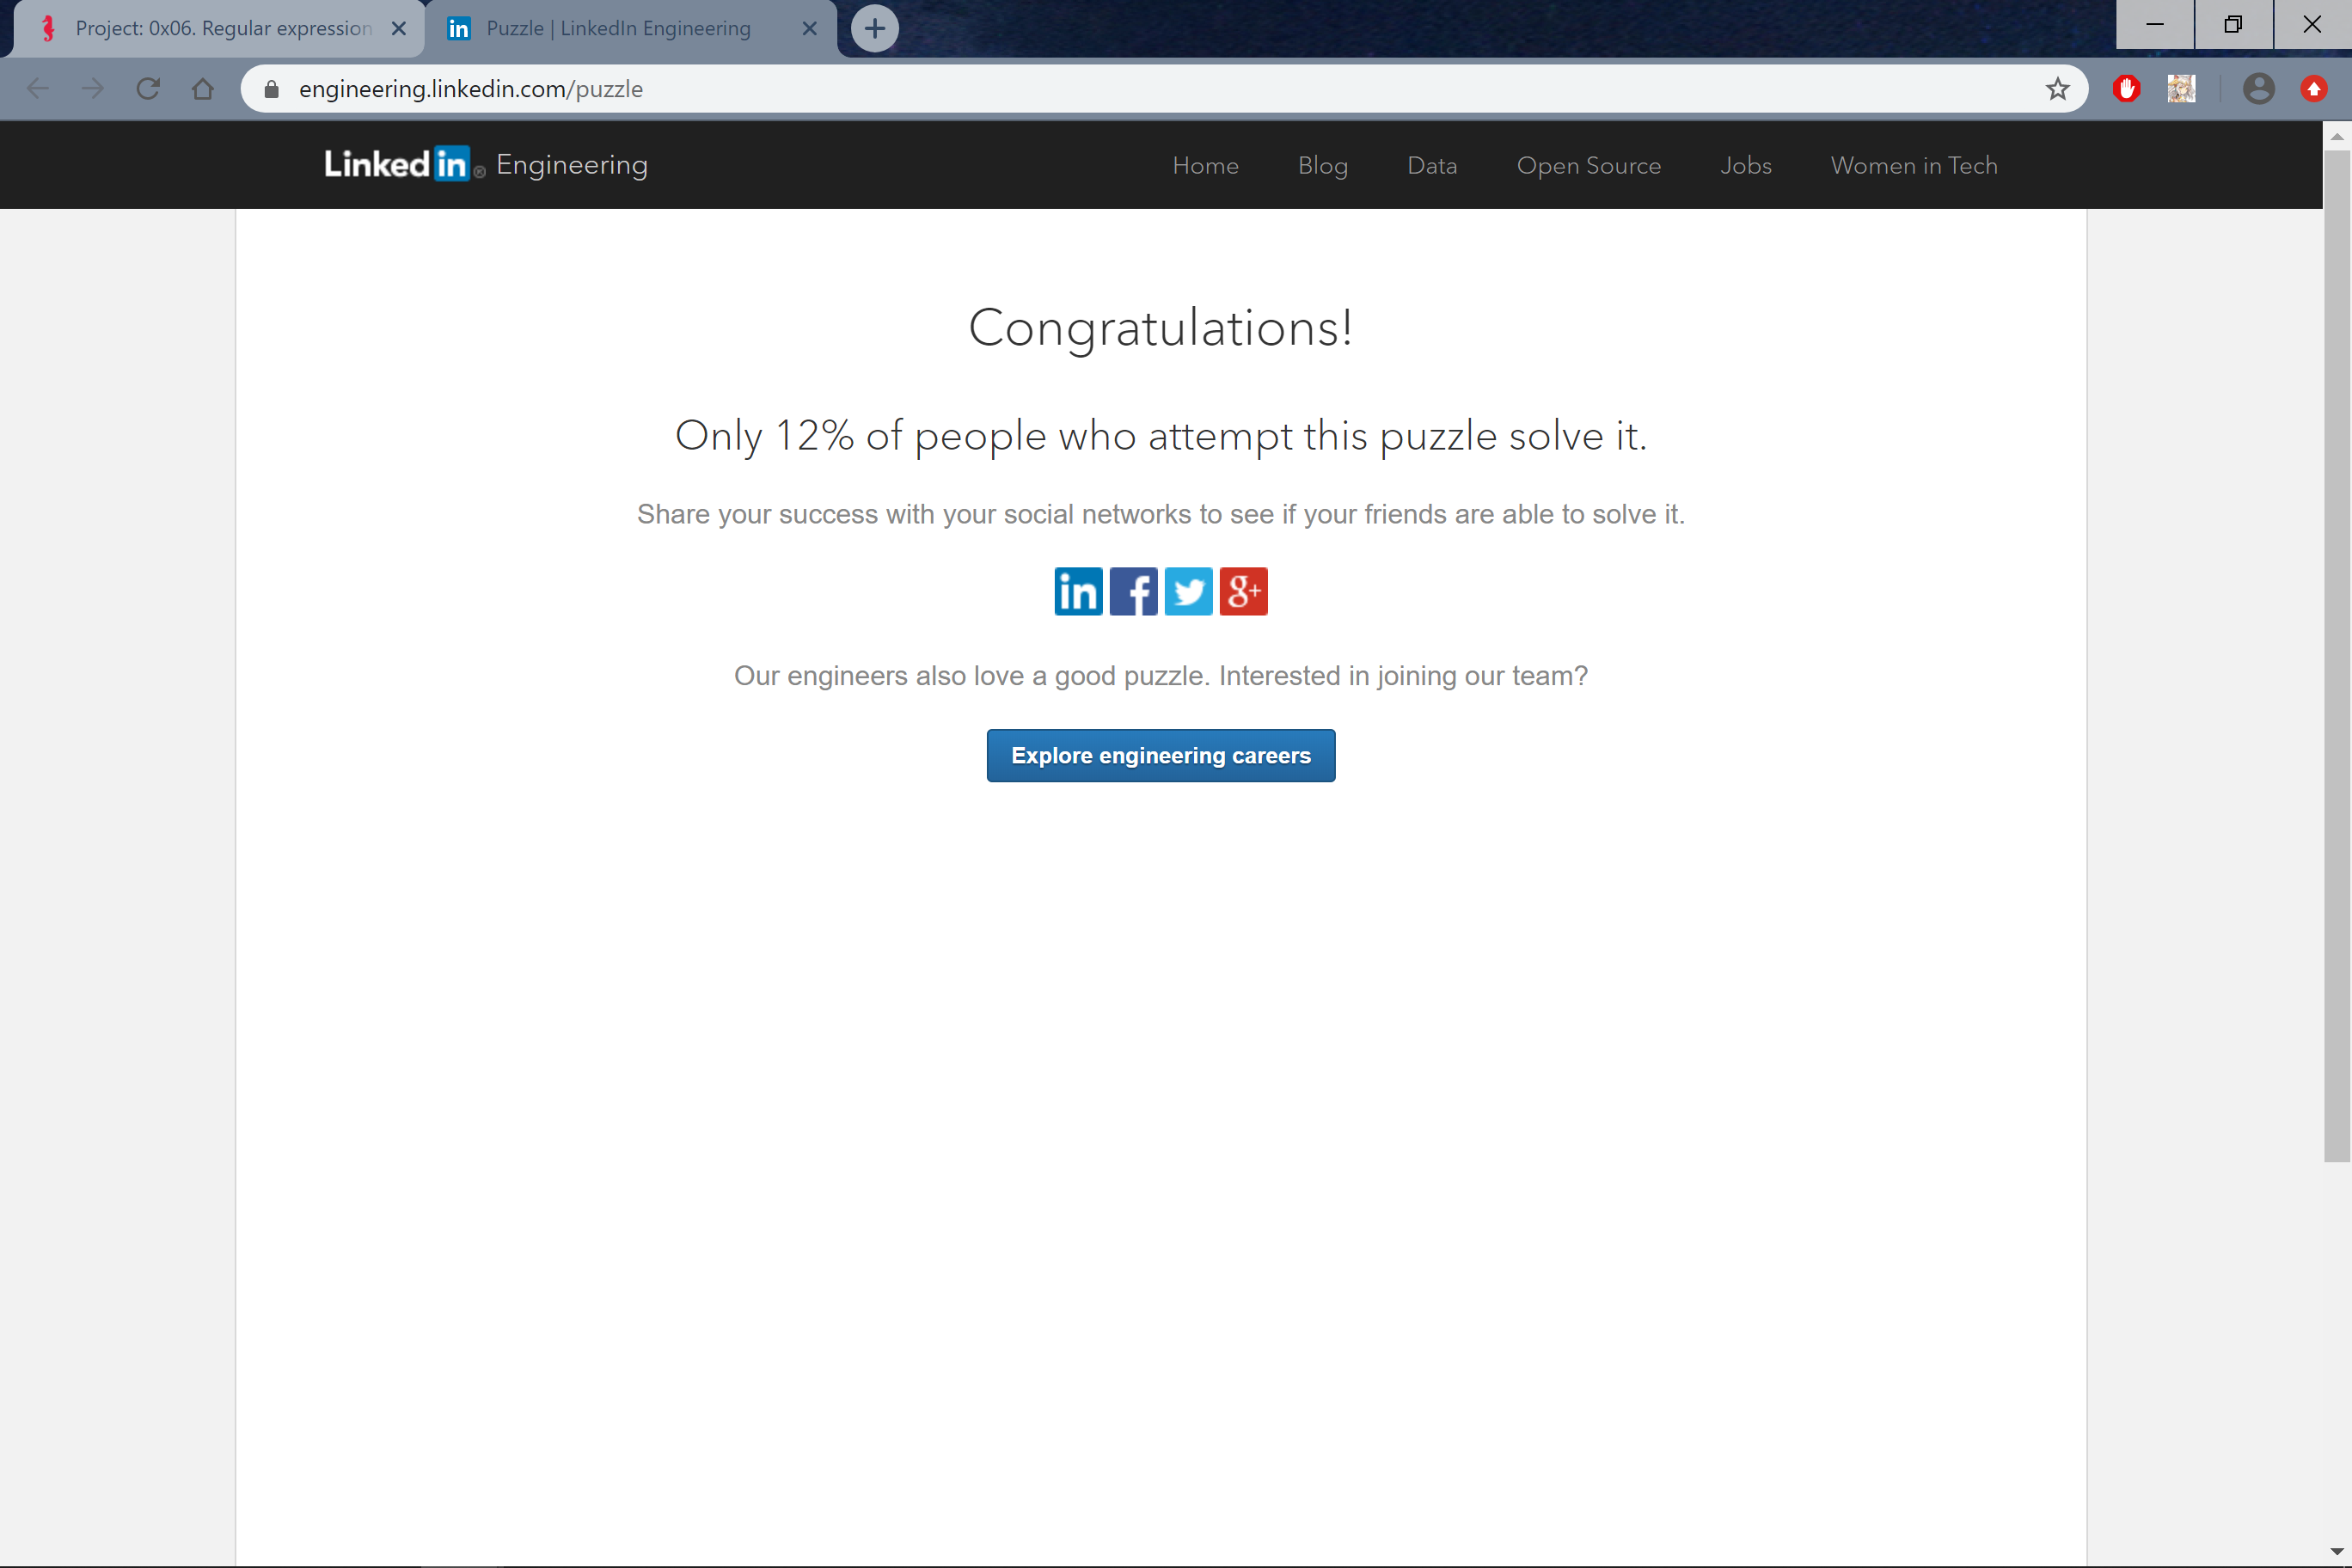 Project: 0x06. Regular expression
Puzzle | LinkedIn Engineering
engineering.linkedin.com/puzzle
Linked in Engineering
Home Blog Data Open Source Jobs Women in Tech
Congratulations!
Only 12% of people who attempt this puzzle solve it.
Share your success with your social networks to see if your friends are able to solve it.
in f g+
Our engineers also love a good puzzle. Interested in joining our team?
Explore engineering careers